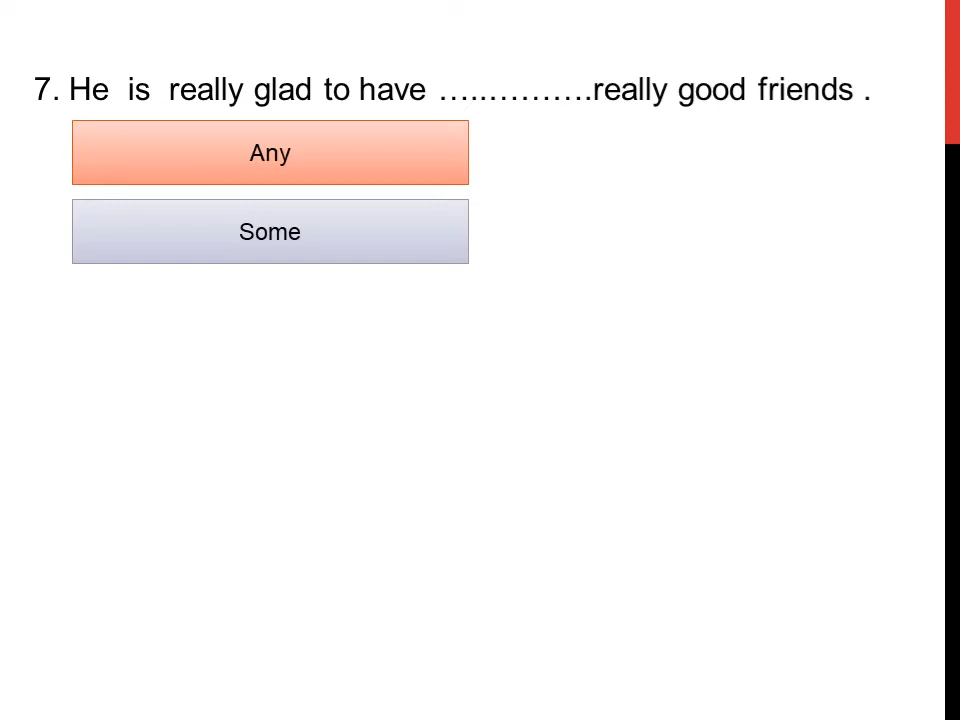 7. He is really glad to have …..……….really good friends .
Any
Some